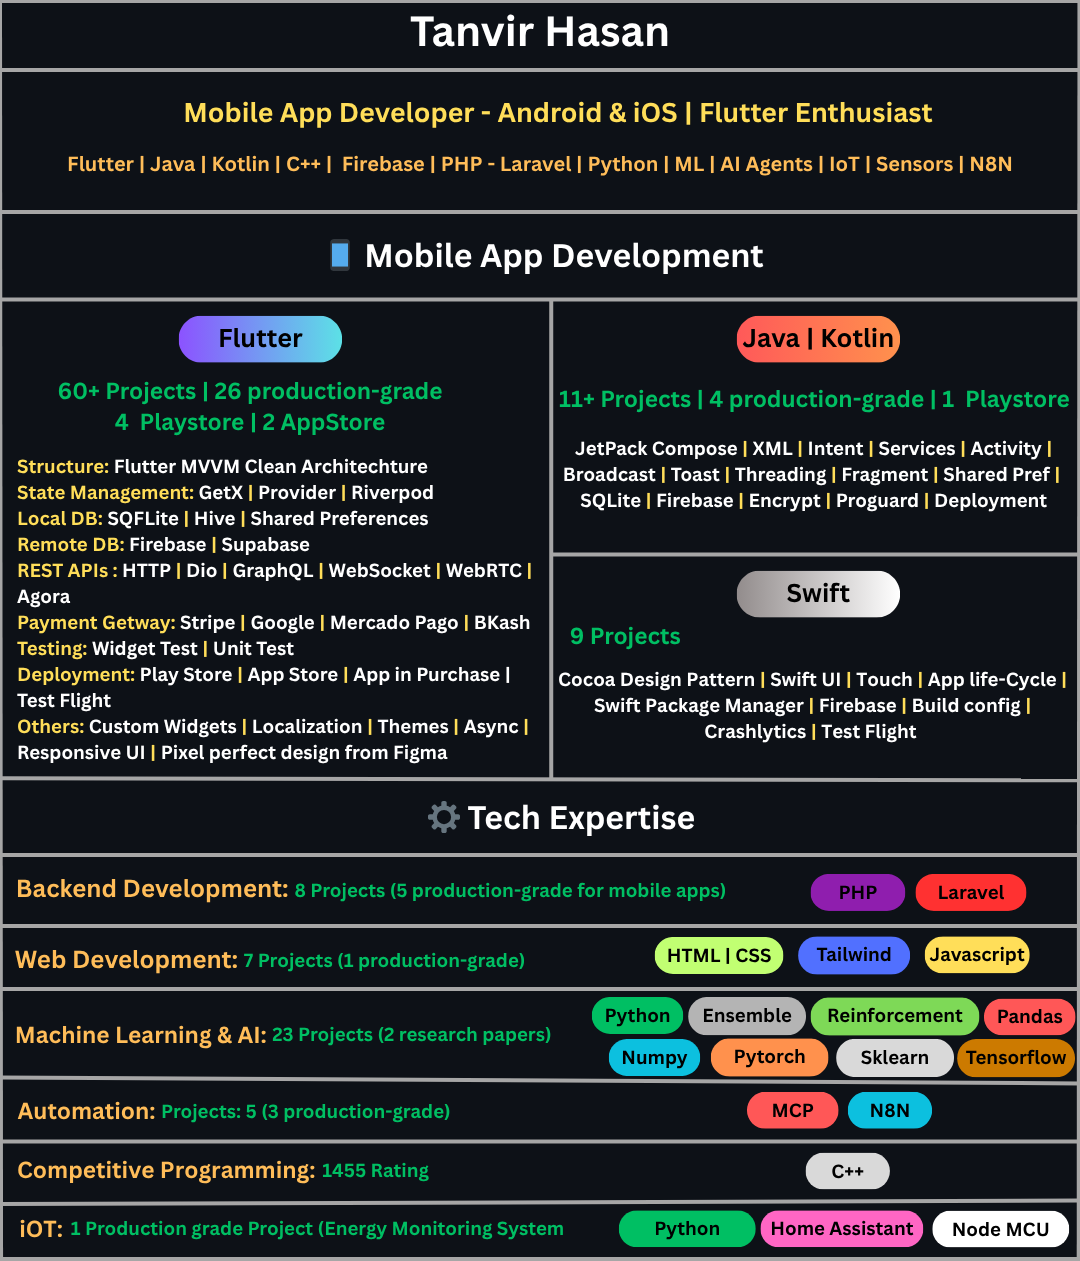 Tanvir Hasan
Mobile App Developer - Android & iOS | Flutter Enthusiast
Flutter | Java | Kotlin | C++ | Firebase | PHP - Laravel | Python | ML | AI Agents | IoT | Sensors | N8N
Mobile App Development
Flutter
60+ Projects | 26 production-grade
4 Playstore | 2 AppStore
Structure: Flutter MVVM Clean Architechture
State Management: GetX | Provider | Riverpod
Local DB: SQFLite | Hive | Shared Preferences
Remote DB: Firebase | Supabase
REST APIs : HTTP | Dio | GraphQL | WebSocket | WebRTC |
Agora
Payment Getway: Stripe | Google | Mercado Pago | BKash
Testing: Widget Test | Unit Test
Deployment: Play Store | App Store | App in Purchase |
Test Flight
Others: Custom Widgets | Localization | Themes | Async |
Responsive UI | Pixel perfect design from Figma
Java | Kotlin
11+ Projects | 4 production-grade | 1 Playstore
JetPack Compose | XML | Intent | Services | Activity |
Broadcast | Toast | Threading | Fragment | Shared Pref |
SQLite | Firebase | Encrypt | Proguard | Deployment
Swift
9 Projects
Cocoa Design Pattern | Swift UI | Touch | App life-Cycle |
Swift Package Manager | Firebase | Build config |
Crashlytics | Test Flight
Tech Expertise
Backend Development: 8 Projects (5 production-grade for mobile apps) PHP Laravel
Web Development: 7 Projects (1 production-grade) HTML | CSS Tailwind Javascript
Machine Learning & AI: 23 Projects (2 research papers)
Python Ensemble Reinforcement Pandas
Numpy Pytorch Sklearn Tensorflow
Automation: Projects: 5 (3 production-grade) MCP N8N
Competitive Programming: 1455 Rating C++
iOT: 1 Production grade Project (Energy Monitoring System Python Home Assistant Node MCU